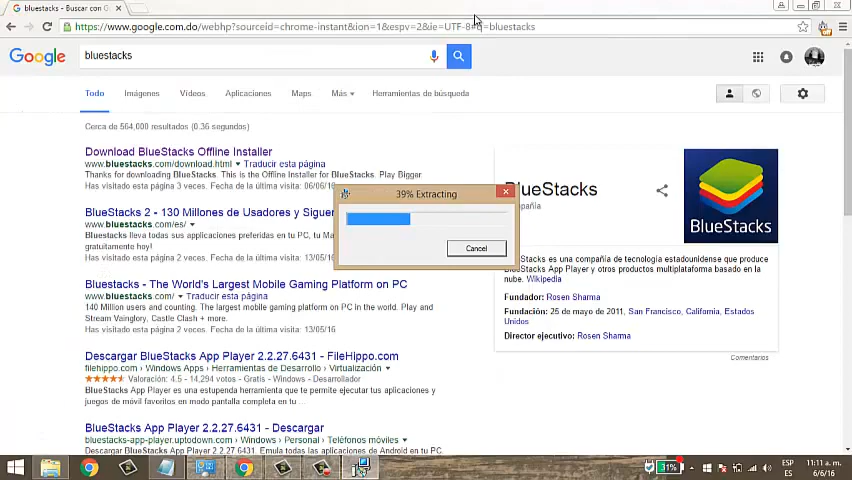 bluestacks - Buscar con G
https://www.google.com.do/webhp?sourceid=chrome-instant&ion=1&espv=2&ie=UTF-8#q=bluestacks
Google
bluestacks
Todo Imágenes Vídeos Aplicaciones Maps Más Herramientas de búsqueda
Cerca de 564,000 resultados (0.36 segundos)
Download BlueStacks Offline Installer
www.bluestacks.com/download.html Traducir esta página
Thanks for downloading BlueStacks. This is the Offline Installer for BlueStacks. Play Bigger
Has visitado esta página 3 veces. Fecha de la última visita: 06/06/16
BlueStacks 2 - 130 Millones de Usadores y Siguen
www.bluestacks.com/es/
BlueStacks lleva todas sus aplicaciones preferidas en tu PC, tu Ma
gratuitamente hoy!
Has visitado esta página 2 veces. Fecha de la última visita: 13/05/16
Bluestacks - The World's Largest Mobile Gaming Platform on PC
www.bluestacks.com/ Traducir esta página
140 Million users and counting. The largest mobile gaming platform on PC. Play and
Stream Vainglory, Castle Clash + more.
Has visitado esta página 2 veces. Fecha de la última visita: 13/05/16
Descargar BlueStacks App Player 2.2.27.6431 - FileHippo.com
filehippo.com › Windows Apps › Herramientas de Desarrollo › Virtualización
Valoración: 4.5 - 14,294 votos - Gratis - Windows - Desarrollador
BlueStacks App Player es una estupenda herramienta que te permite ejecutar tus aplicaciones y
juegos de móvil favoritos en modo pantalla completa en tu ...
BlueStacks App Player 2.2.27.6431 - Descargar
bluestacks-app-player.uptodown.com › Windows › Personal › Teléfonos móviles
BlueStacks App Player 2.2.27.6431. Emula todas las aplicaciones de Android en tu PC.
39% Extracting
Cancel
BlueStacks
BlueStacks
BlueStacks es una compañía de tecnología estadounidense que produce
BlueStacks App Player y otros productos multiplataforma basado en la
nube. Wikipedia
Fundador: Rosen Sharma
Fundación: 25 de mayo de 2011, San Francisco, California, Estados
Unidos
Director ejecutivo: Rosen Sharma
Comentarios
31%
ESP
ES
11:11 a. m.
6/6/16